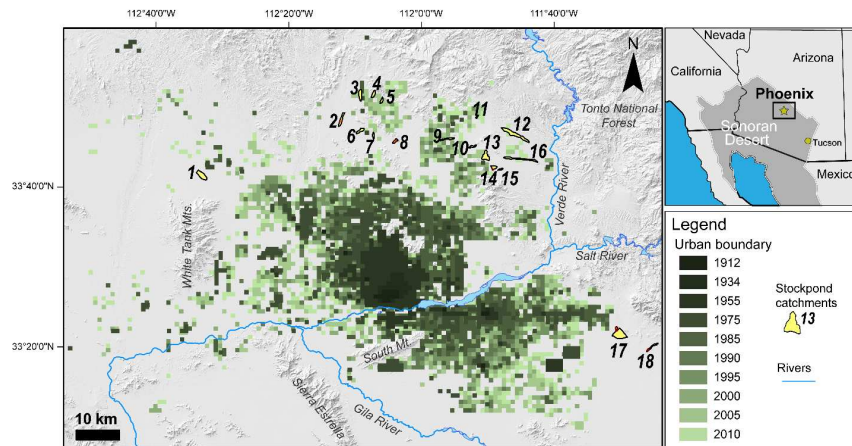 112°40'0"W
112°20'0"W
112°0'0"W
111°40'0"W
33°40'0"N
33°20'0"N
N
Tonto National
Forest
3
4
5
2
6
7
8
9
10
11
12
13
14
15
16
1
17
18
White Tank Mts.
Verde River
Salt River
South Mt.
Sierra Estrella
Gila River
10 km
Nevada
California
Arizona
Phoenix
Sonoran
Desert
Tucson
Mexico
Legend
Urban boundary
1912
1934
1955
1975
1985
1990
1995
2000
2005
2010
Stockpond
catchments
13
Rivers